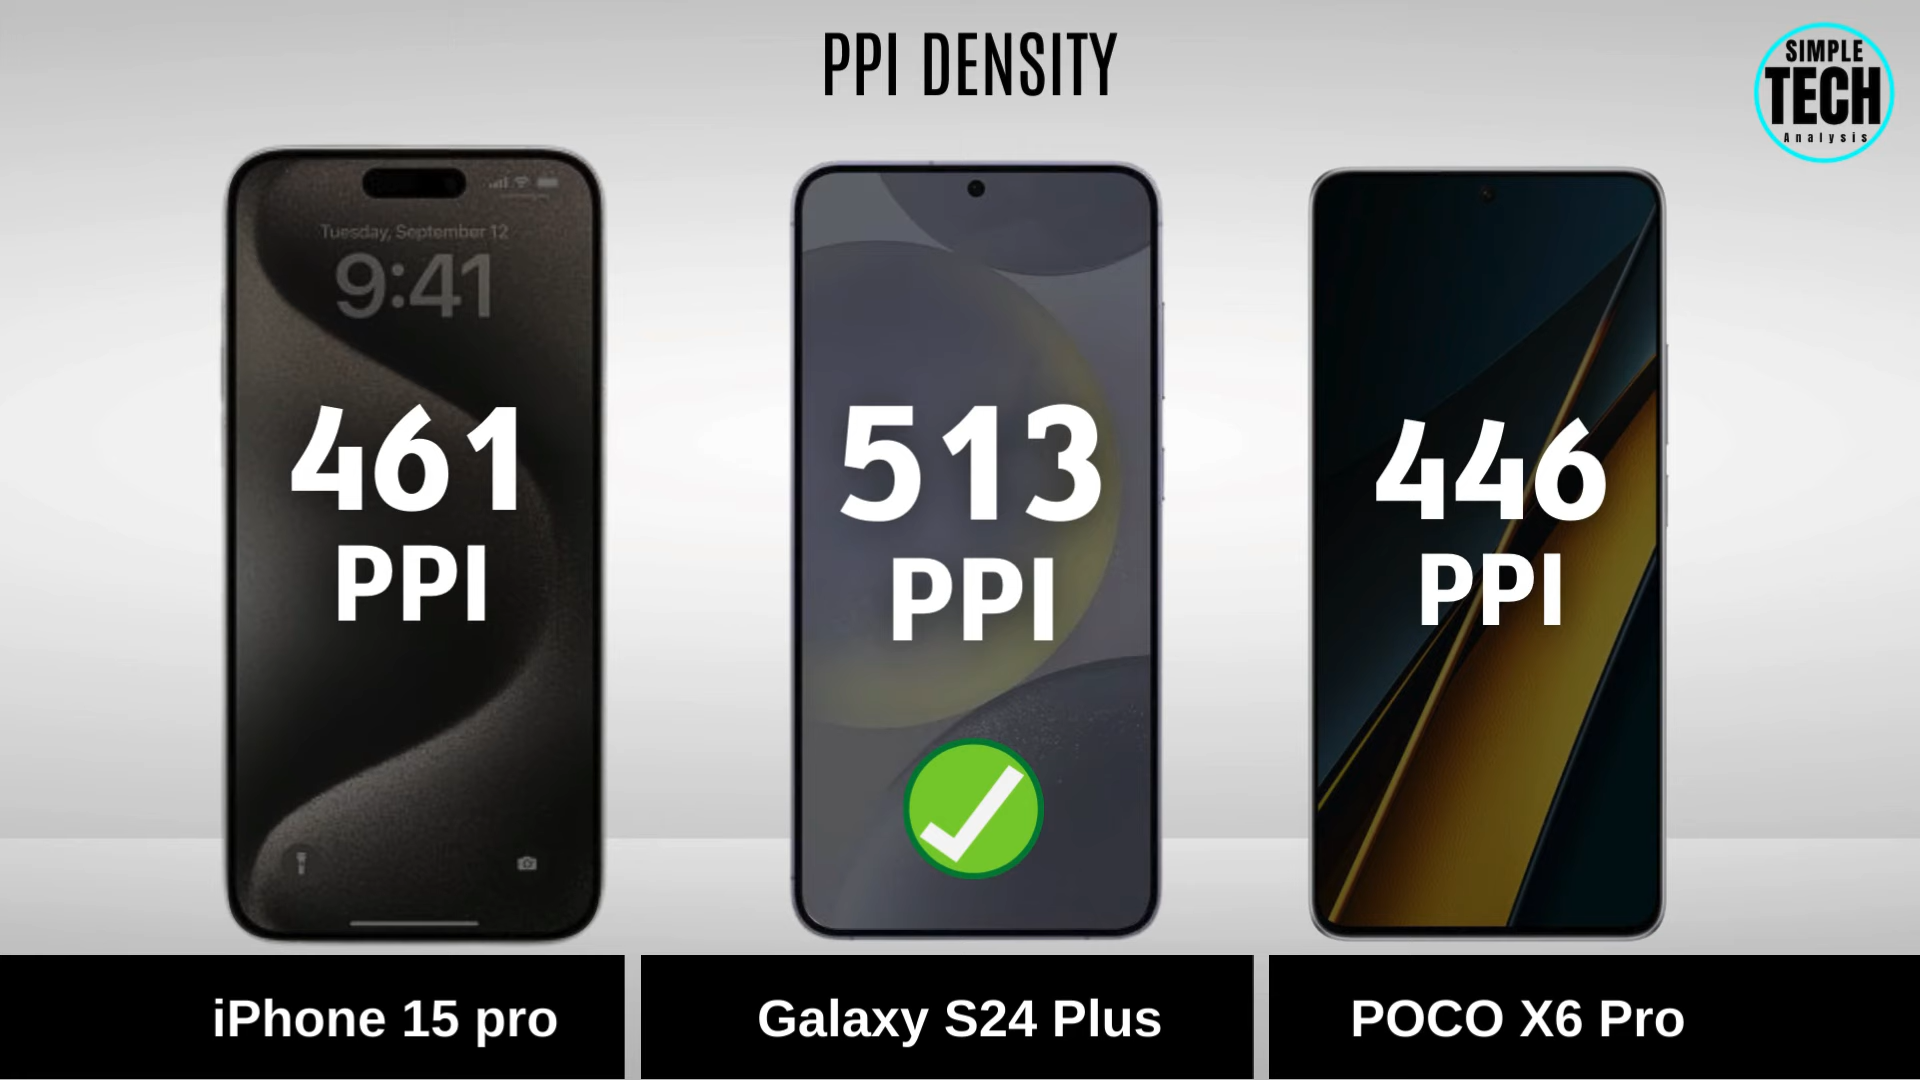 PPI DENSITY
SIMPLE
TECH
Analysis
Tuesday, September 12
9:41
461
PPI
513
PPI
446
PPI
iPhone 15 pro
Galaxy S24 Plus
POCO X6 Pro